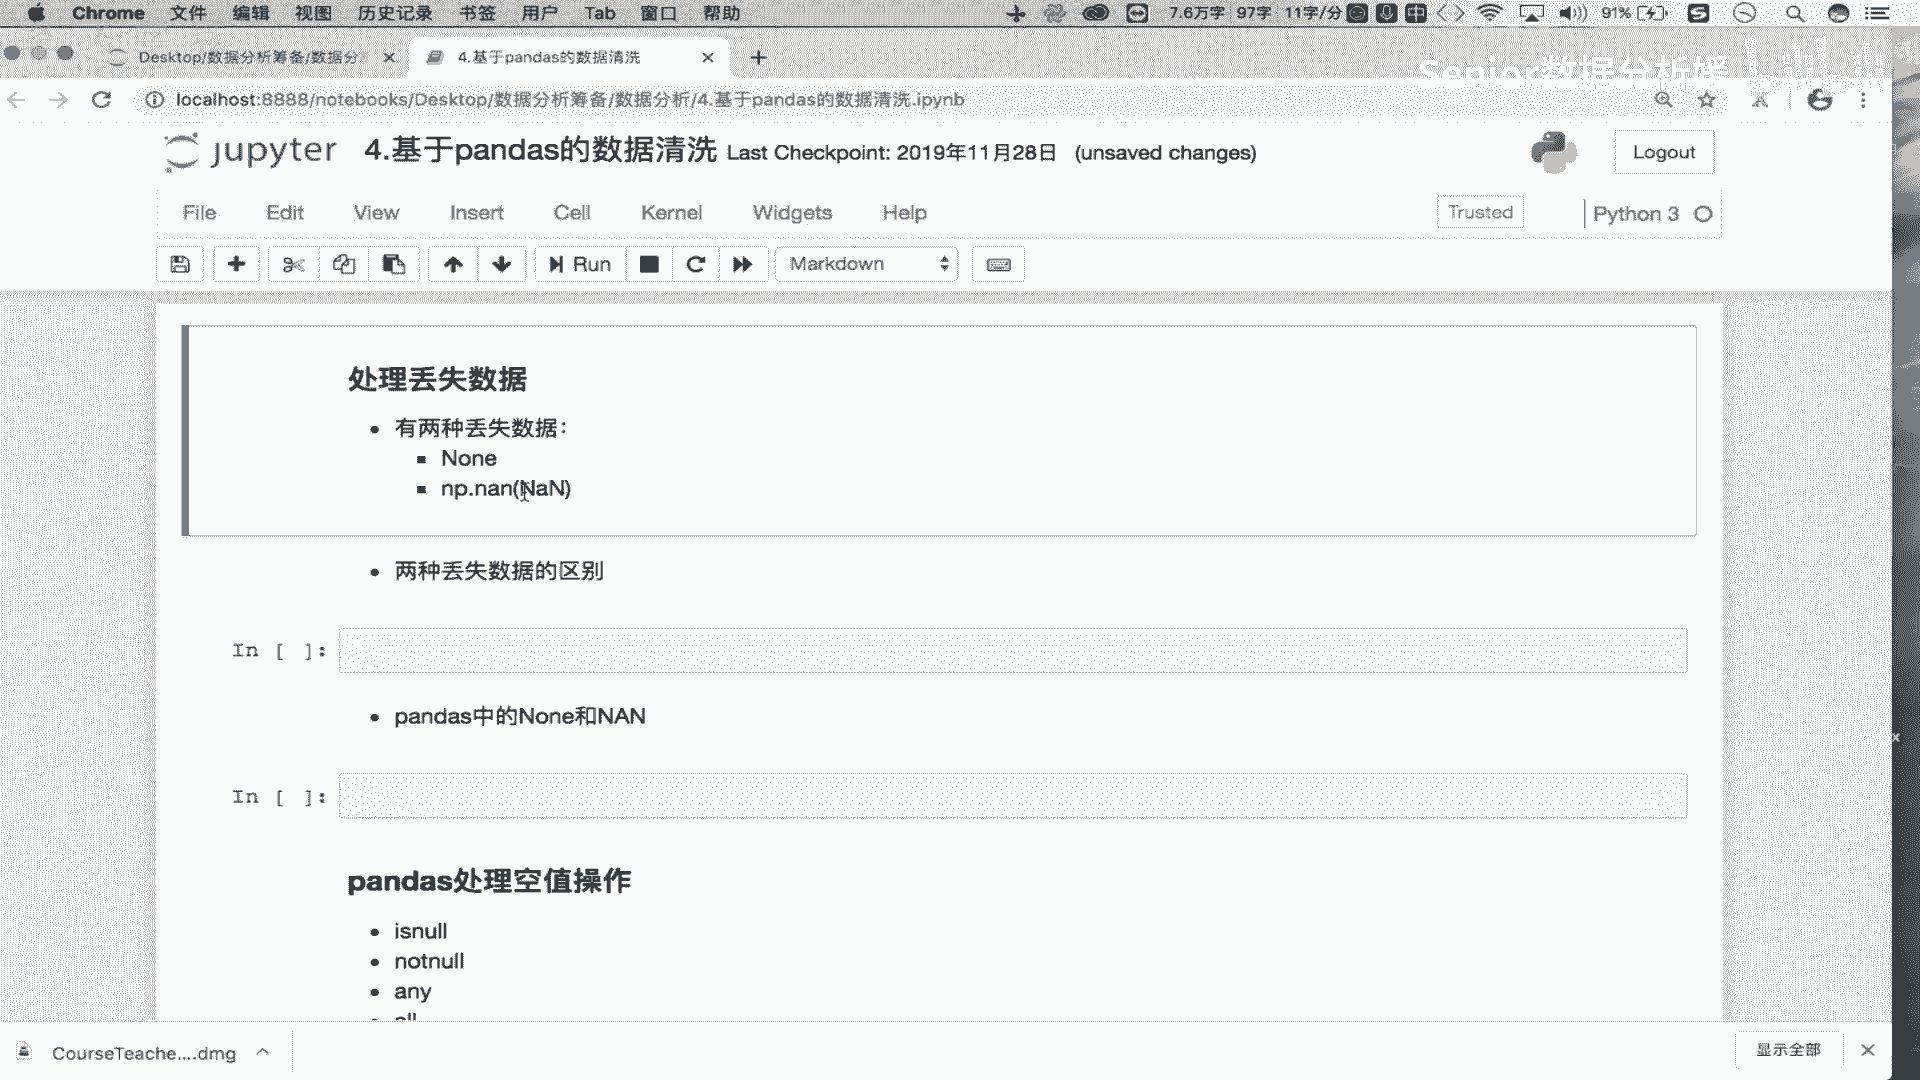 Chrome 文件 编辑 视图 历史记录 书签 用户 Tab 窗口 帮助 7.6万字 97字 11字/分 中 91%
Desktop/数据分析筹备/数据分 4.基于pandas的数据清洗
Senior数据分析媛 bilibili
localhost:8888/notebooks/Desktop/数据分析筹备/数据分析/4.基于pandas的数据清洗.ipynb
jupyter 4.基于pandas的数据清洗 Last Checkpoint: 2019年11月28日 (unsaved changes) Logout
File Edit View Insert Cell Kernel Widgets Help Trusted Python 3
Run Markdown
处理丢失数据
有两种丢失数据：
None
np.nan(NaN)
两种丢失数据的区别
In [ ]:
pandas中的None和NAN
In [ ]:
pandas处理空值操作
isnull
notnull
any
all
CourseTeache....dmg 显示全部